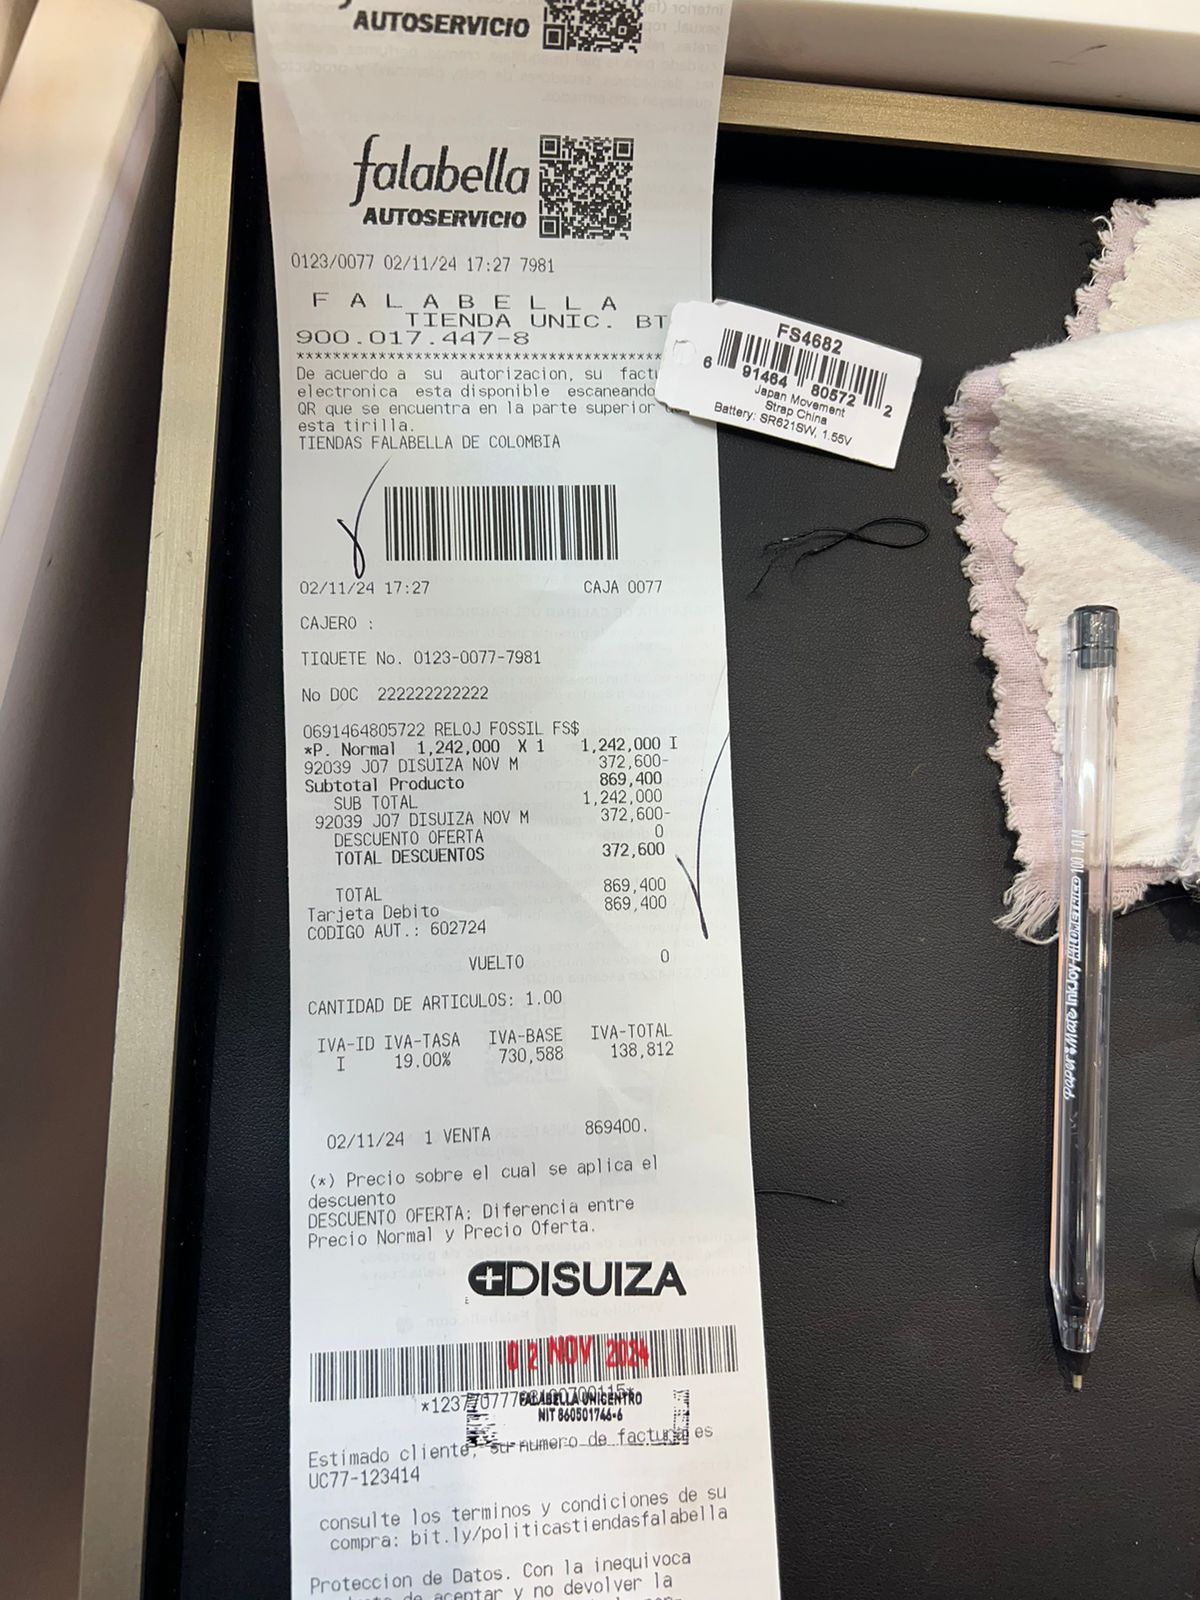 AUTOSERVICIO
falabella
AUTOSERVICIO
0123/0077 02/11/24 17:27 7981
F A L A B E L L A
TIENDA UNIC. BT
900.017.447-8
*****************************************
De acuerdo a su autorizacion, su
electronica esta disponible escaneando
QR que se encuentra en la parte superior
esta tirilla.
TIENDAS FALABELLA DE COLOMBIA
02/11/24 17:27 CAJA 0077
CAJERO :
TIQUETE No. 0123-0077-7981
No DOC 222222222222
0691464805722 RELOJ FOSSIL FS$
*P. Normal 1,242,000 X 1 1,242,000 I
92039 J07 DISUIZA NOV M 372,600-
Subtotal Producto 869,400
SUB TOTAL 1,242,000
92039 J07 DISUIZA NOV M 372,600-
DESCUENTO OFERTA 0
TOTAL DESCUENTOS 372,600
TOTAL 869,400
Tarjeta Debito 869,400
CODIGO AUT.: 602724
VUELTO 0
CANTIDAD DE ARTICULOS: 1.00
IVA-ID IVA-TASA IVA-BASE IVA-TOTAL
I 19.00% 730,588 138,812
02/11/24 1 VENTA 869400.
(*) Precio sobre el cual se aplica el
descuento
DESCUENTO OFERTA: Diferencia entre
Precio Normal y Precio Oferta.
DISUIZA
02 NOV 2024
FALABELLA UNICENTRO
NIT 860501746-6
Estimado cliente, su numero de factura es
UC77-123414
consulte los terminos y condiciones de su
compra: bit.ly/politicastiendasfalabella
Proteccion de Datos. Con la inequivoca
de aceptar y no devolver la
FS4682
6 91464 80572 2
Japan Movement
Strap China
Battery: SR621SW, 1.55V
Paper Mate InkJoy KILOMETRICO 100 1.0 M